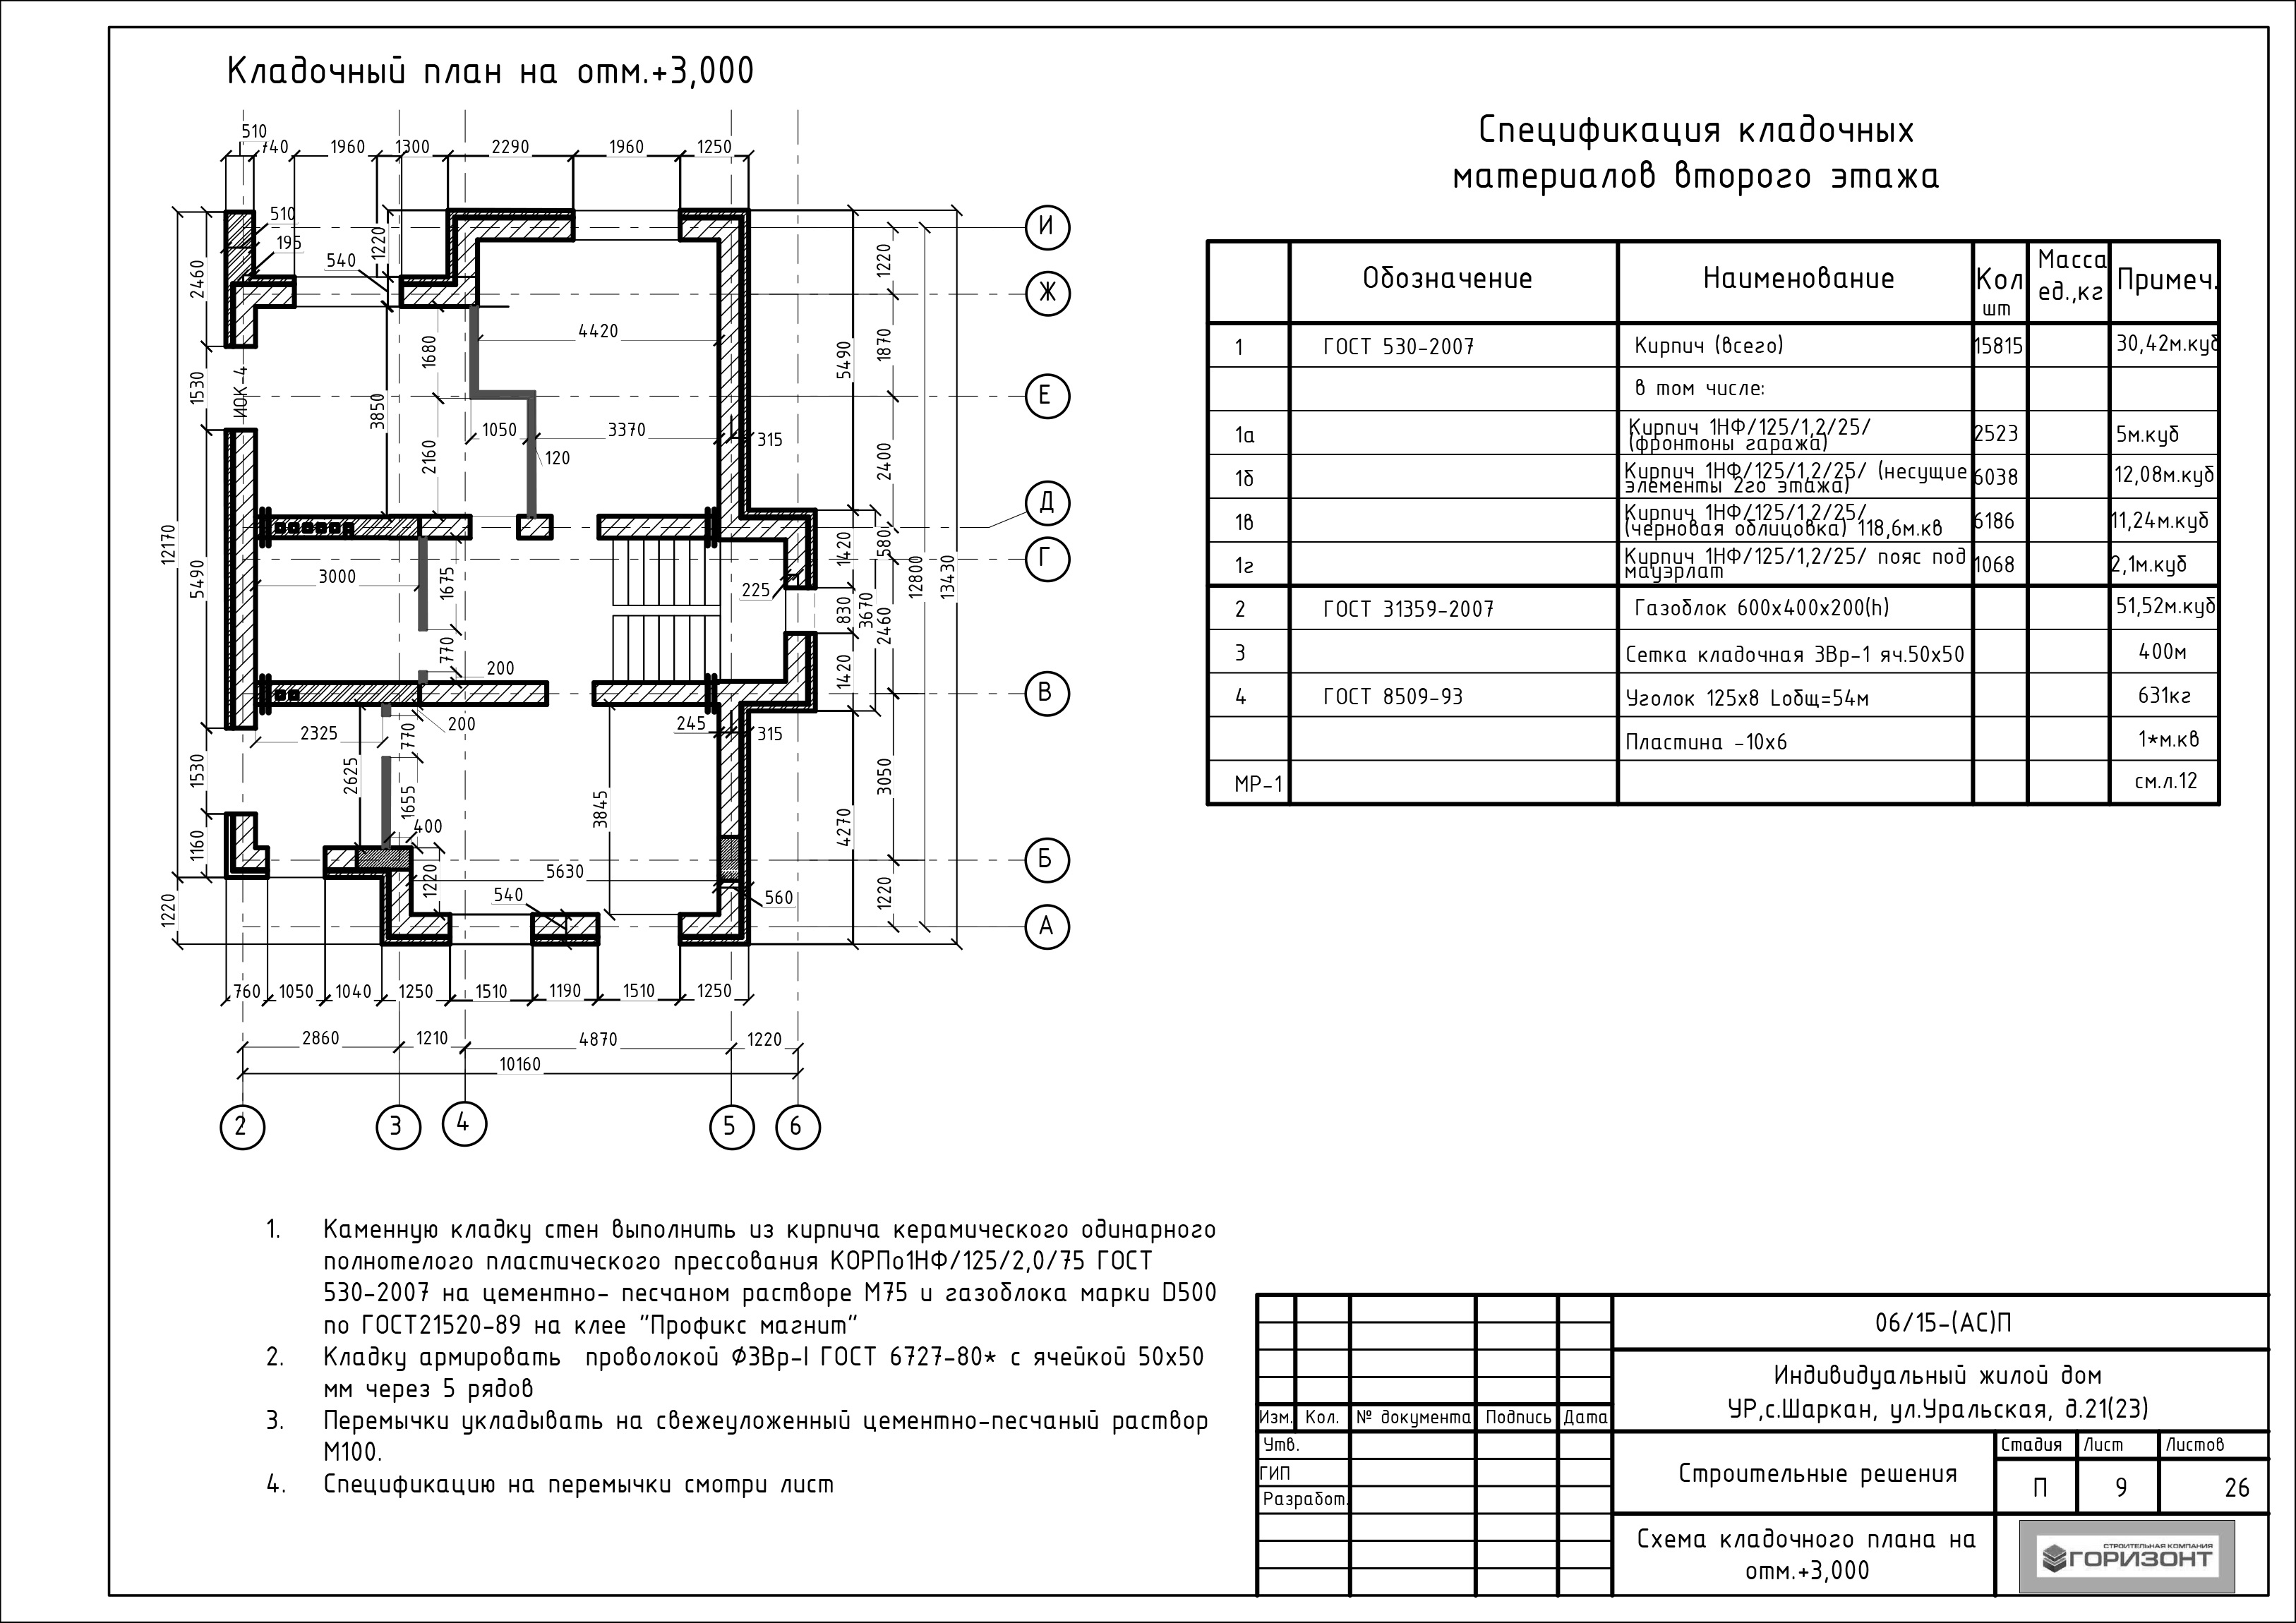 Кладочный план на отм.+3,000
510
740 1960 1300 2290 1960 1250
510
195
540
1220
2460
1530
ИОК-4
12170
5490
1530
1160
1220
3850
1680
2160
4420
1050 3370
120
315
5490
1220
1870
2400
580
1420
830
3670
2460
1420
12800
13430
3000
1675
770
200
225
2325
770
200
245
315
2625
1655
400
3845
3050
4270
1220
5630
540
560
1220
И
Ж
Е
Д
Г
В
Б
А
760 1050 1040 1250 1510 1190 1510 1250
2860 1210 4870 1220
10160
2 3 4 5 6
Спецификация кладочных
материалов второго этажа
Обозначение Наименование Кол шт Масса ед.,кг Примеч.
1 ГОСТ 530-2007 Кирпич (всего) 15815 30,42м.куб
в том числе:
1а Кирпич 1НФ/125/1,2/25/ (фронтоны гаража) 2523 5м.куб
1б Кирпич 1НФ/125/1,2/25/ (несущие элементы 2го этажа) 6038 12,08м.куб
1в Кирпич 1НФ/125/1,2/25/ (черновая облицовка) 118,6м.кв 6186 11,24м.куб
1г Кирпич 1НФ/125/1,2/25/ пояс под мауэрлат 1068 2,1м.куб
2 ГОСТ 31359-2007 Газоблок 600х400х200(h) 51,52м.куб
3 Сетка кладочная 3Вр-1 яч.50х50 400м
4 ГОСТ 8509-93 Уголок 125х8 Lобщ=54м 631кг
Пластина -10х6 1*м.кв
МР-1 см.л.12
1. Каменную кладку стен выполнить из кирпича керамического одинарного
полнотелого пластического прессования КОРПо1НФ/125/2,0/75 ГОСТ
530-2007 на цементно- песчаном растворе М75 и газоблока марки D500
по ГОСТ21520-89 на клее "Профикс магнит"
2. Кладку армировать проволокой Ф3Вр-I ГОСТ 6727-80* с ячейкой 50х50
мм через 5 рядов
3. Перемычки укладывать на свежеуложенный цементно-песчаный раствор
М100.
4. Спецификацию на перемычки смотри лист
06/15-(АС)П
Индивидуальный жилой дом
УР,с.Шаркан, ул.Уральская, д.21(23)
Изм. Кол. № документа Подпись Дата
Утв.
ГИП
Разработ.
Строительные решения
Стадия Лист Листов
П 9 26
Схема кладочного плана на
отм.+3,000
СТРОИТЕЛЬНАЯ КОМПАНИЯ
ГОРИЗОНТ